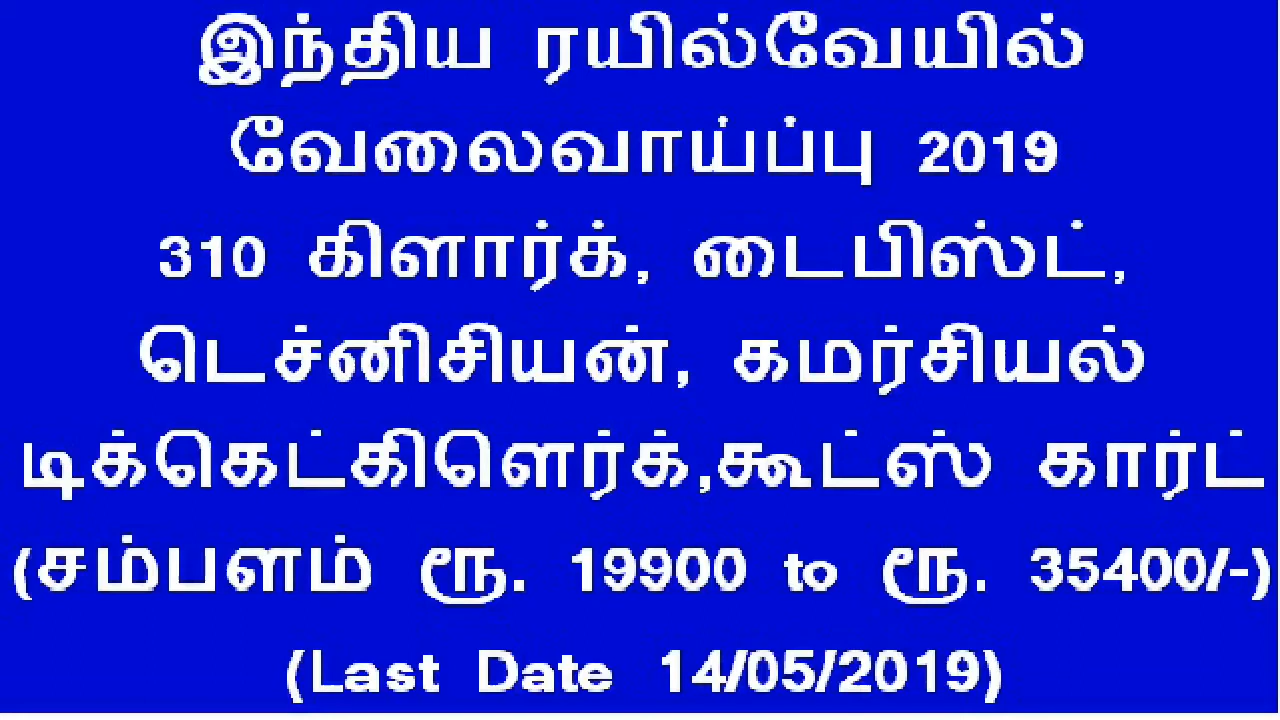 இந்திய ரயில்வேயில்
வேலைவாய்ப்பு 2019
310 கிளார்க், டைபிஸ்ட்,
டெச்னிசியன், கமர்சியல்
டிக்கெட்கிளெர்க்,கூட்ஸ் கார்ட்
(சம்பளம் ரூ. 19900 to ரூ. 35400/-)
(Last Date 14/05/2019)